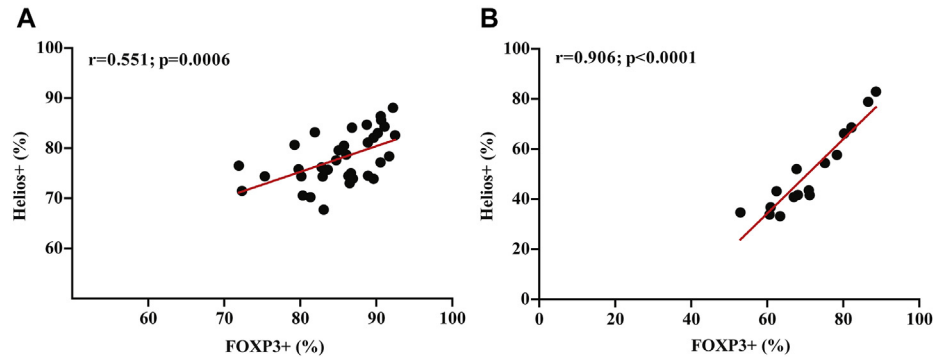 A
r=0.551; p=0.0006
100
90
80
70
60
Helios+ (%)
60 70 80 90 100
FOXP3+ (%)
B
r=0.906; p<0.0001
100
80
60
40
20
0
Helios+ (%)
0 20 40 60 80 100
FOXP3+ (%)